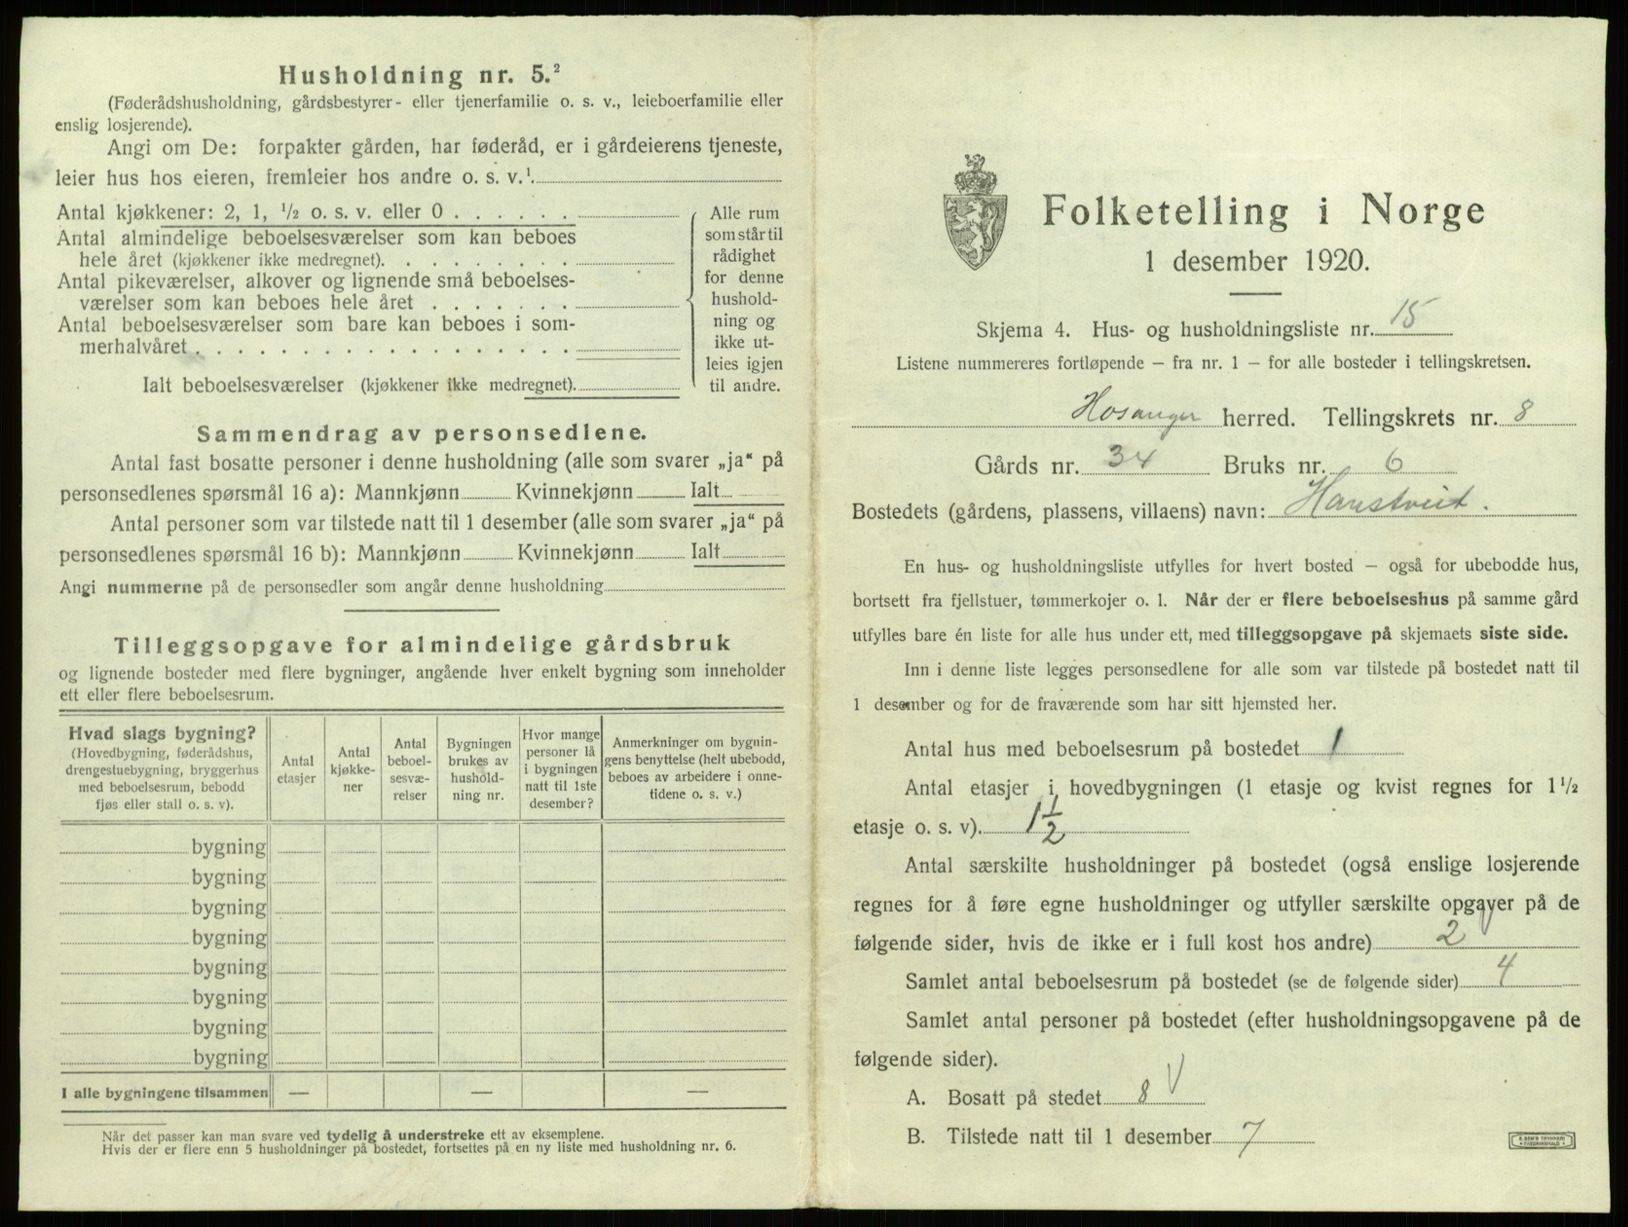 Husholdning nr. 5.²
(Føderådshusholdning, gårdsbestyrer- eller tjenerfamilie o. s. v., leieboerfamilie eller
enslig losjerende).
Angi om De: forpakter gården, har føderåd, er i gårdeierens tjeneste,
leier hus hos eieren, fremleier hos andre o. s. v.¹
Antal kjøkkener: 2, 1, ½ o. s. v. eller 0
Antal almindelige beboelsesværelser som kan beboes
hele året (kjøkkener ikke medregnet).
Antal pikeværelser, alkover og lignende små beboelses-
værelser som kan beboes hele året
Antal beboelsesværelser som bare kan beboes i som-
merhalvåret
Ialt beboelsesværelser (kjøkkener ikke medregnet).
Alle rum
som står til
rådighet
for denne
hushold-
ning og
ikke ut-
leies igjen
til andre.
Sammendrag av personsedlene.
Antal fast bosatte personer i denne husholdning (alle som svarer „ja“ på
personsedlenes spørsmål 16 a): Mannkjønn Kvinnekjønn Ialt
Antal personer som var tilstede natt til 1 desember (alle som svarer „ja“ på
personsedlenes spørsmål 16 b): Mannkjønn Kvinnekjønn Ialt
Angi nummerne på de personsedler som angår denne husholdning
Tilleggsopgave for almindelige gårdsbruk
og lignende bosteder med flere bygninger, angående hver enkelt bygning som inneholder
ett eller flere beboelsesrum.
Hvad slags bygning?
(Hovedbygning, føderådshus,
drengestuebygning, bryggerhus
med beboelsesrum, bebodd
fjøs eller stall o. s. v).
Antal
etasjer
Antal
kjøkke-
ner
Antal
beboel-
sesvæ-
relser
Bygningen
brukes av
hushold-
ning nr.
Hvor mange
personer lå
i bygningen
natt til 1ste
desember?
Anmerkninger om bygnin-
gens benyttelse (helt ubebodd,
beboes av arbeidere i onne-
tidene o. s. v.)
bygning
bygning
bygning
bygning
bygning
bygning
bygning
bygning
I alle bygningene tilsammen — — —
Når det passer kan man svare ved tydelig å understreke ett av eksemplene.
Hvis der er flere enn 5 husholdninger på bostedet, fortsettes på en ny liste med husholdning nr. 6.
Folketelling i Norge
1 desember 1920.
Skjema 4. Hus- og husholdningsliste nr. 15
Listene nummereres fortløpende — fra nr. 1 — for alle bosteder i tellingskretsen.
Hosanger herred. Tellingskrets nr. 8
Gårds nr. 34 Bruks nr. 6
Bostedets (gårdens, plassens, villaens) navn: Hanstveit.
En hus- og husholdningsliste utfylles for hvert bosted — også for ubebodde hus,
bortsett fra fjellstuer, tømmerkojer o. l. Når der er flere beboelseshus på samme gård
utfylles bare én liste for alle hus under ett, med tilleggsopgave på skjemaets siste side.
Inn i denne liste legges personsedlene for alle som var tilstede på bostedet natt til
1 desember og for de fraværende som har sitt hjemsted her.
Antal hus med beboelsesrum på bostedet 1
Antal etasjer i hovedbygningen (1 etasje og kvist regnes for 1½
etasje o. s. v). 1½
Antal særskilte husholdninger på bostedet (også enslige losjerende
regnes for å føre egne husholdninger og utfyller særskilte opgaver på de
følgende sider, hvis de ikke er i full kost hos andre) 2
Samlet antal beboelsesrum på bostedet (se de følgende sider) 4
Samlet antal personer på bostedet (efter husholdningsopgavene på de
følgende sider).
A. Bosatt på stedet 8
B. Tilstede natt til 1 desember 7